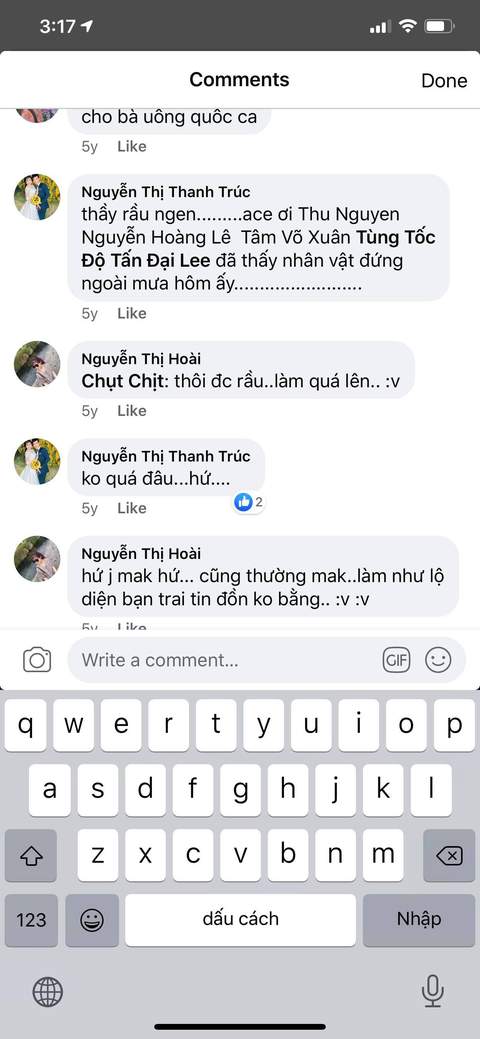 3:17
Comments
Done
cho bà uông quôc ca
5y Like
Nguyễn Thị Thanh Trúc
thầy rầu ngen.........ace ơi Thu Nguyen
Nguyễn Hoàng Lê Tâm Võ Xuân Tùng Tốc
Độ Tấn Đại Lee đã thấy nhân vật đứng
ngoài mưa hôm ấy.........................
5y Like
Nguyễn Thị Hoài
Chụt Chịt: thôi đc rầu..làm quá lên.. :v
5y Like
Nguyễn Thị Thanh Trúc
ko quá đâu...hứ....
5y Like
2
Nguyễn Thị Hoài
hứ j mak hứ... cũng thường mak..làm như lộ
diện bạn trai tin đồn ko bằng.. :v :v
5y Like
Write a comment...
GIF
q w e r t y u i o p
a s d f g h j k l
z x c v b n m
123
dấu cách
Nhập